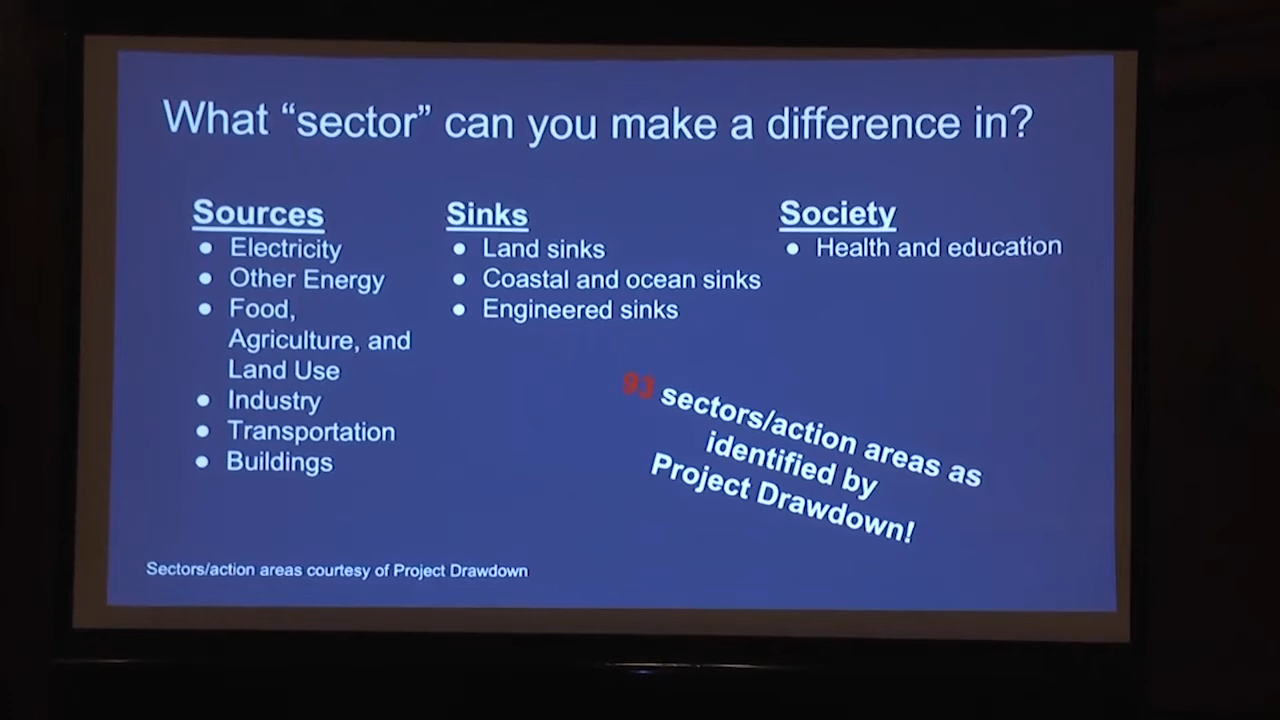 What “sector” can you make a difference in?
Sources
● Electricity
● Other Energy
● Food,
Agriculture, and
Land Use
● Industry
● Transportation
● Buildings
Sinks
● Land sinks
● Coastal and ocean sinks
● Engineered sinks
Society
● Health and education
93 sectors/action areas as
identified by
Project Drawdown!
Sectors/action areas courtesy of Project Drawdown